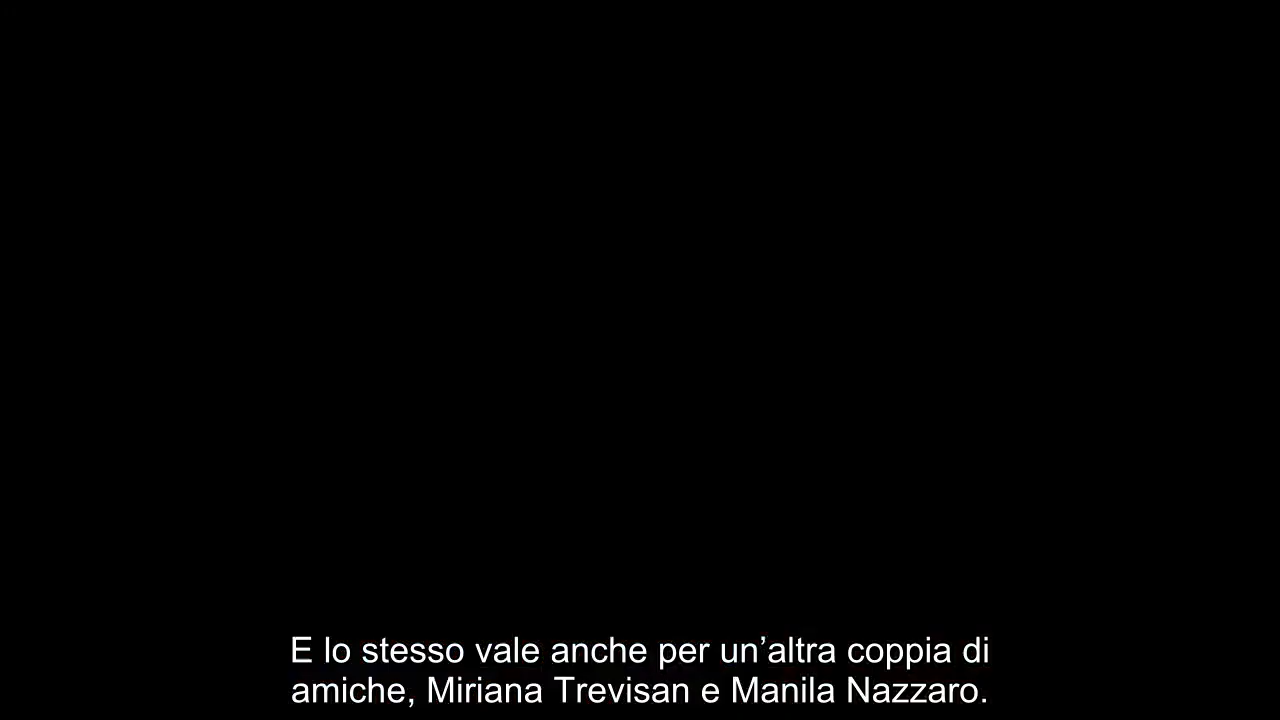 E lo stesso vale anche per un’altra coppia di
amiche, Miriana Trevisan e Manila Nazzaro.